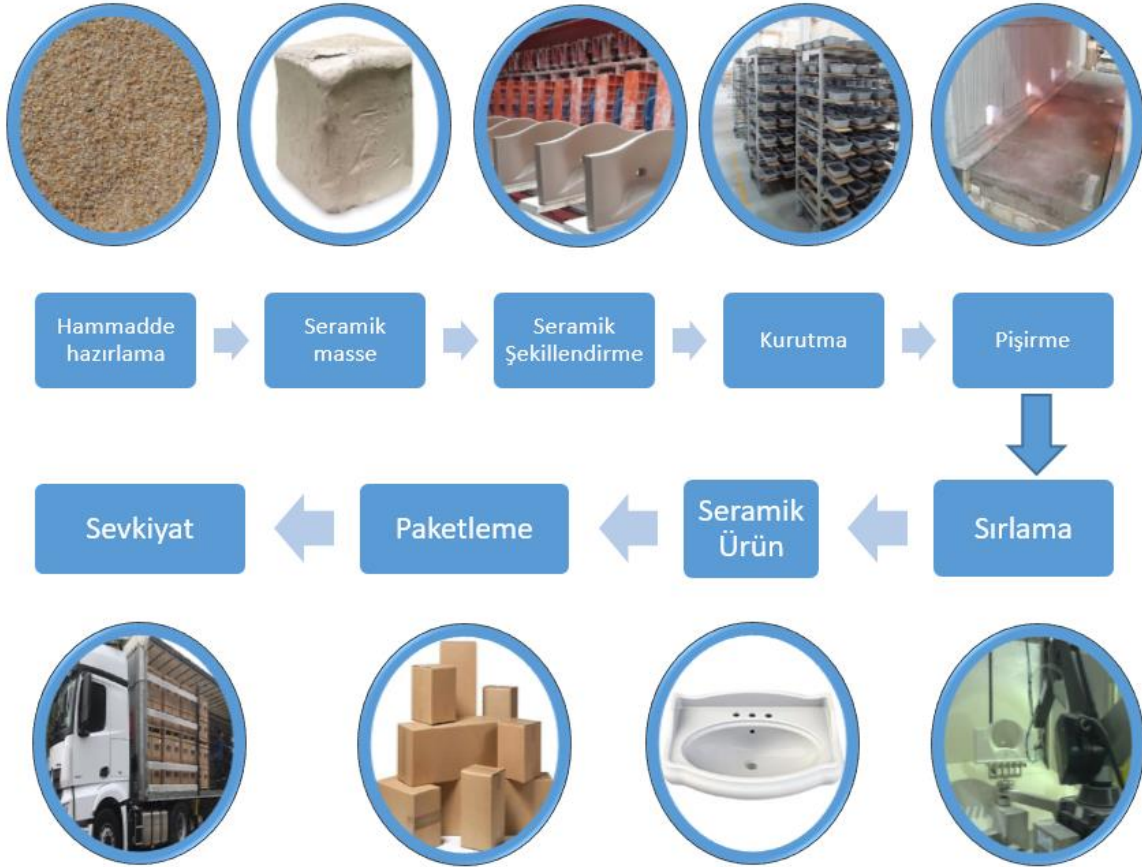 Hammadde
hazırlama
Seramik
masse
Seramik
Şekillendirme
Kurutma
Pişirme
Sırlama
Seramik
Ürün
Paketleme
Sevkiyat